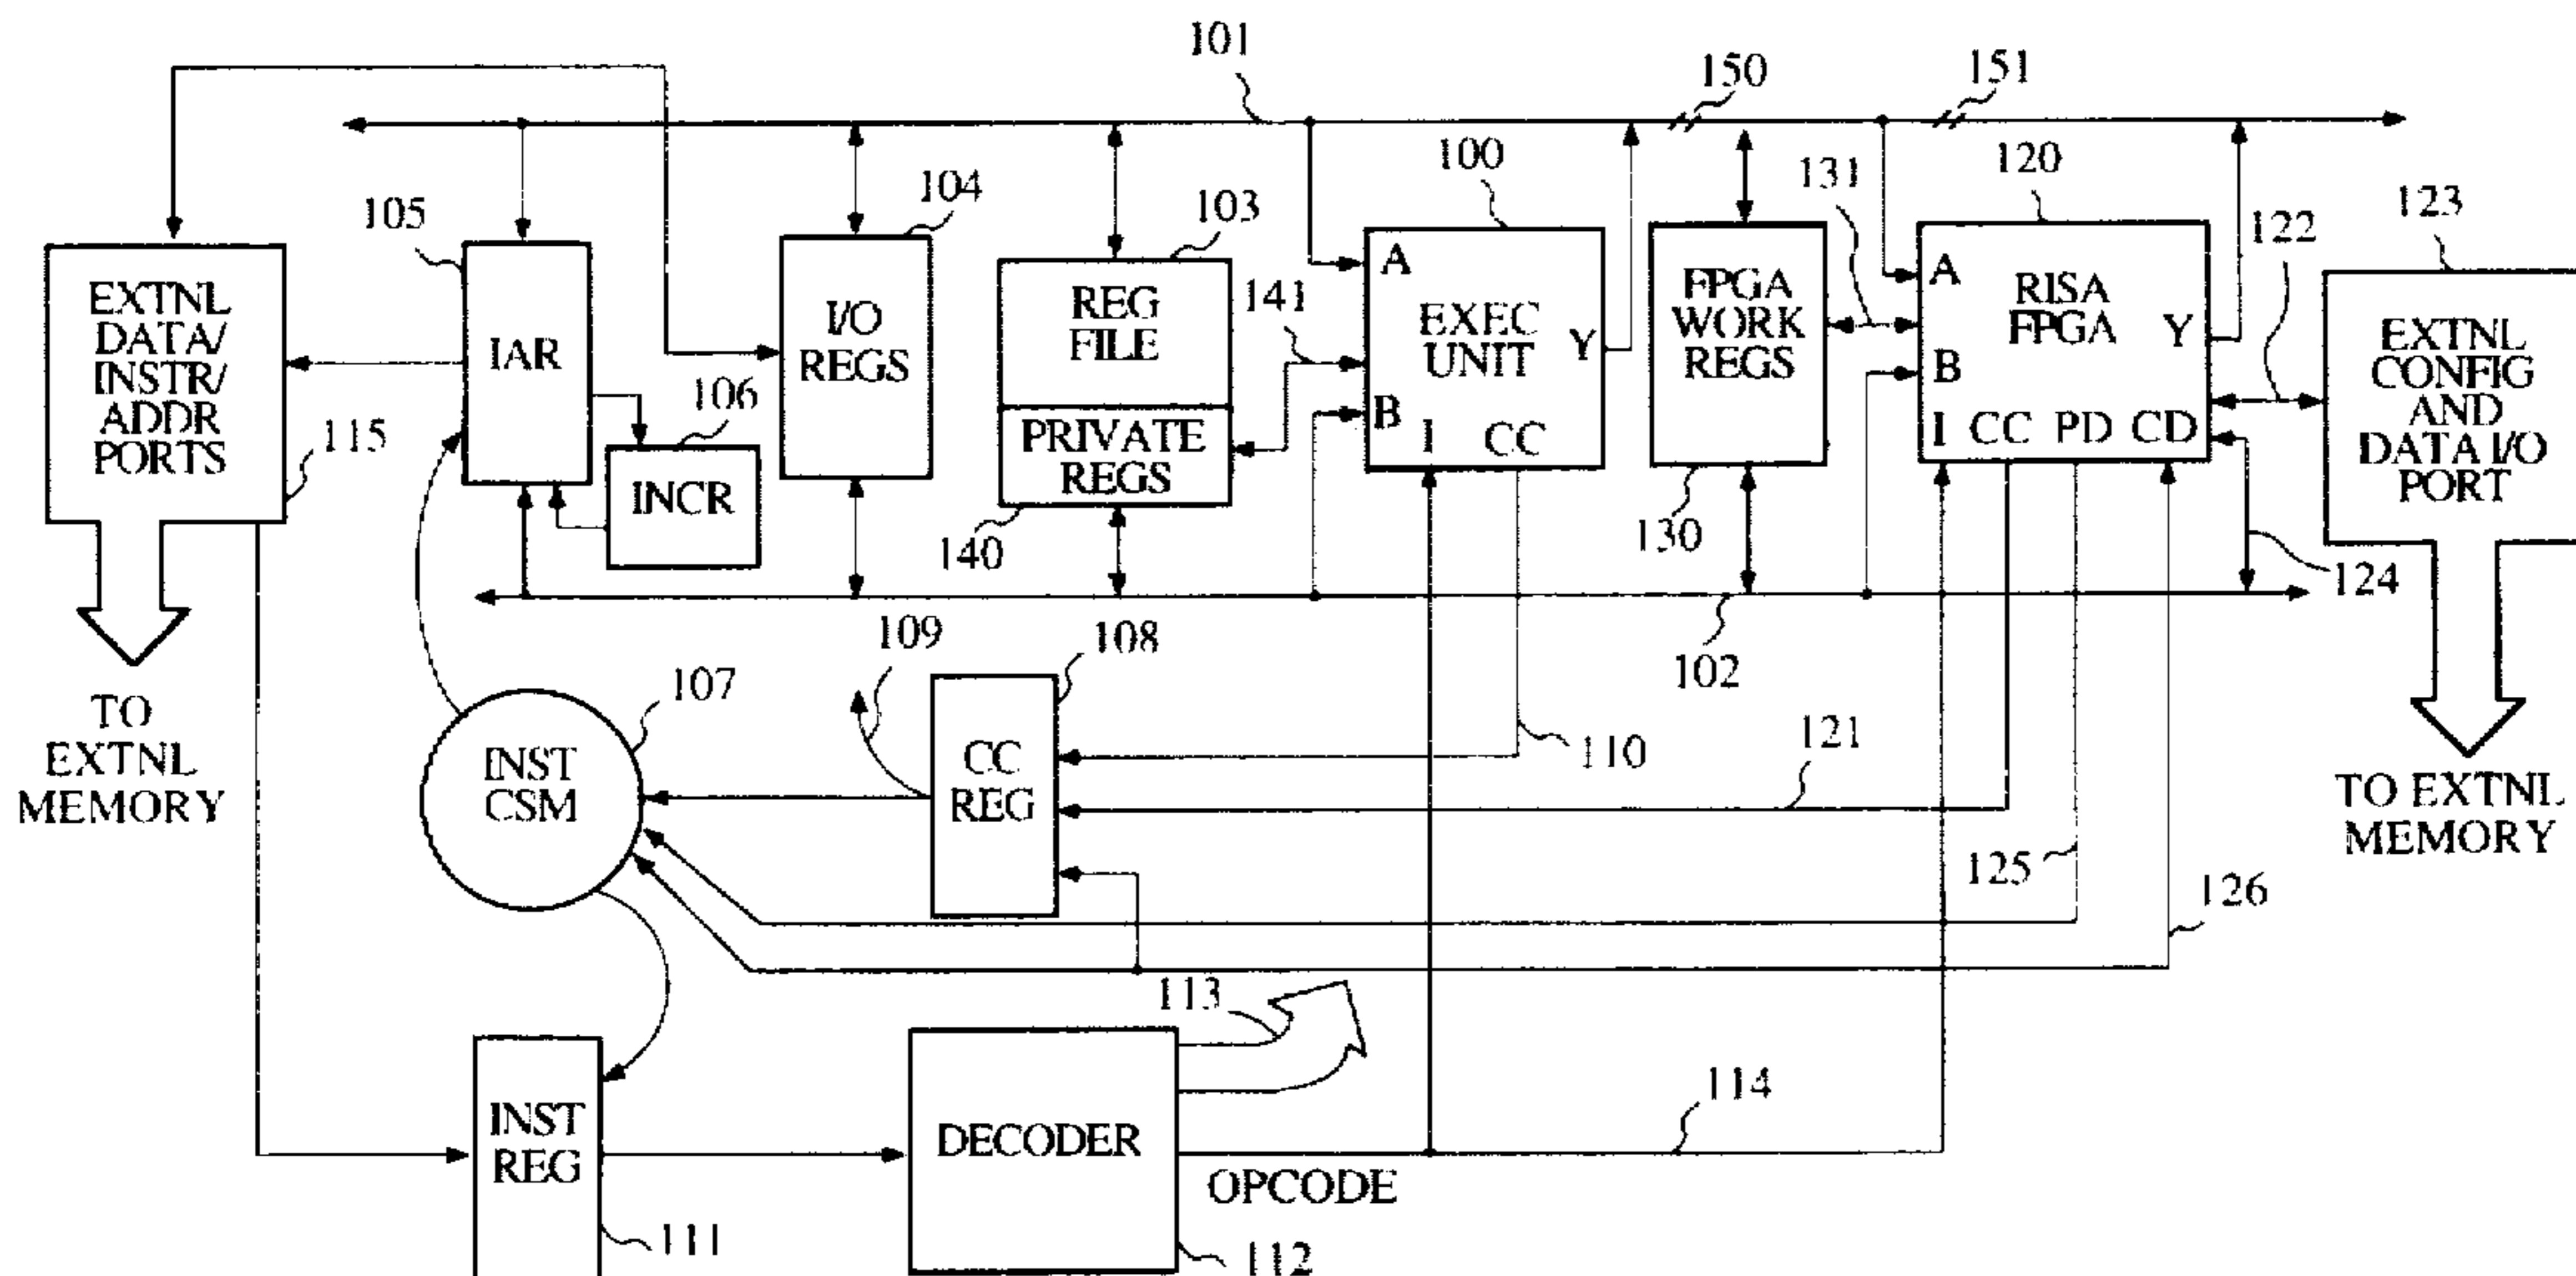 101
150
151
105
104
103
100
131
120
122
123
EXTNL
DATA/
INSTR/
ADDR
PORTS
115
IAR
106
INCR
I/O
REGS
REG
FILE
PRIVATE
REGS
140
141
A
EXEC
UNIT
Y
B
I
CC
FPGA
WORK
REGS
130
A
RISA
FPGA
Y
B
I
CC
PD
CD
EXTNL
CONFIG
AND
DATA I/O
PORT
124
102
TO
EXTNL
MEMORY
107
109
108
INST
CSM
CC
REG
110
121
125
126
TO EXTNL
MEMORY
113
INST
REG
111
DECODER
112
OPCODE
114